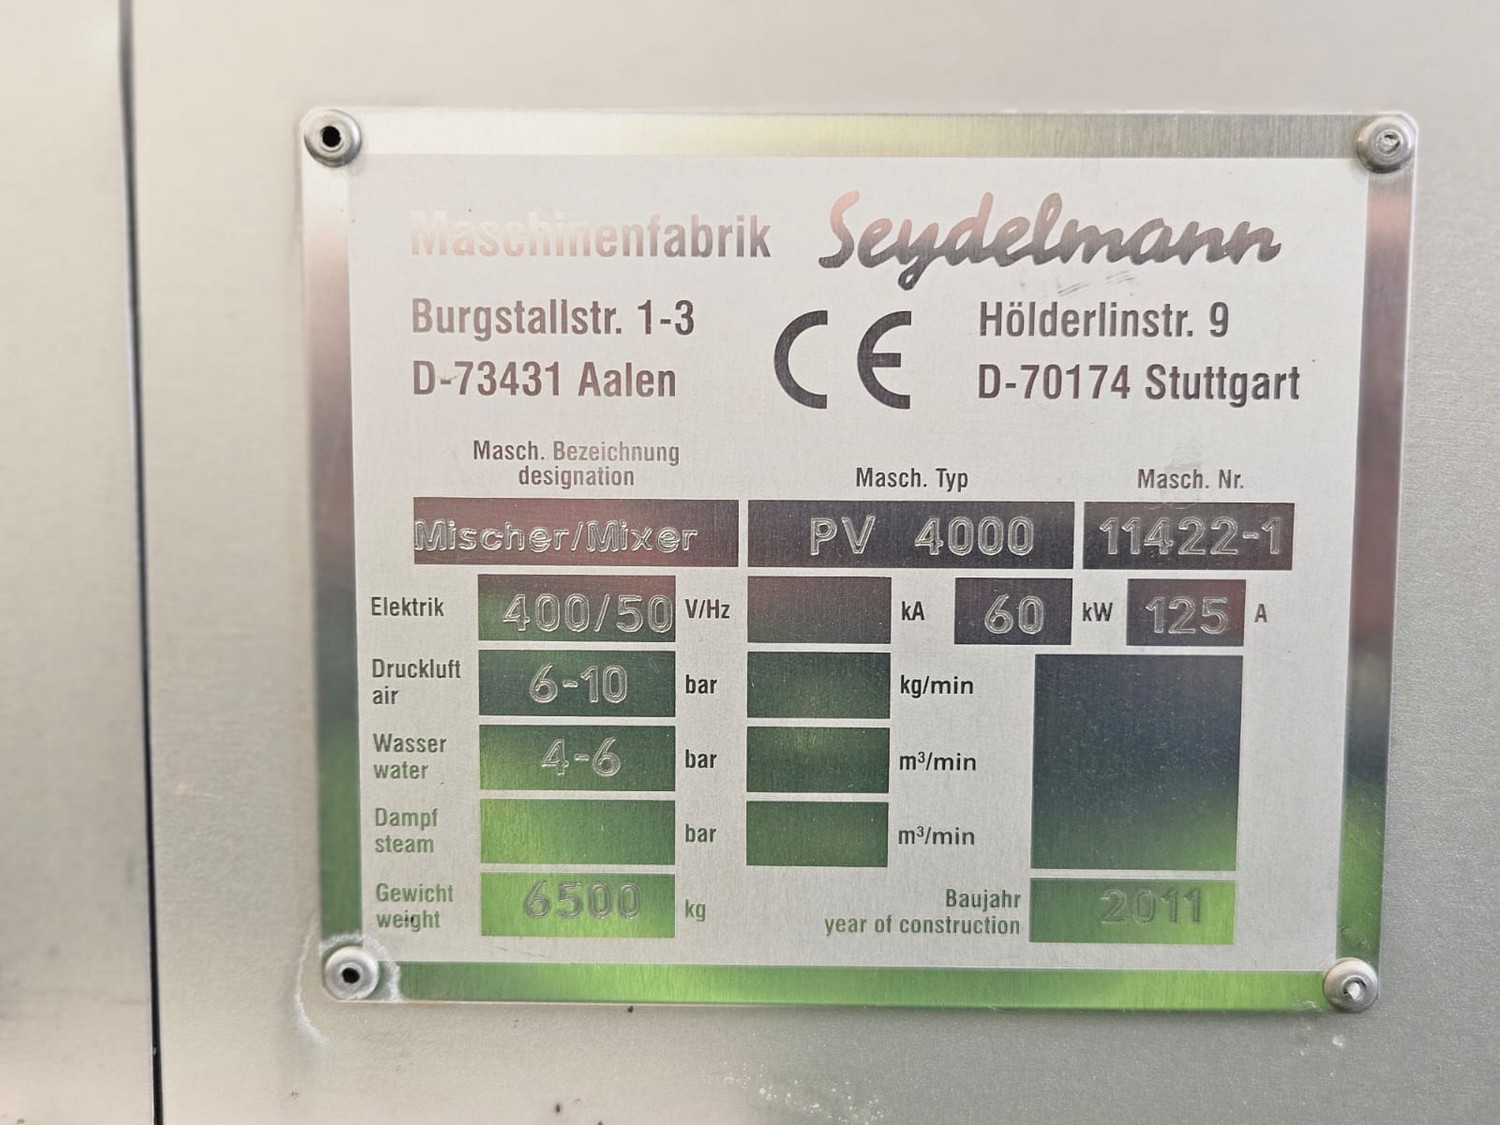 Maschinenfabrik Seydelmann
Burgstallstr. 1-3 CE Hölderlinstr. 9
D-73431 Aalen D-70174 Stuttgart
Masch. Bezeichnung
designation Masch. Typ Masch. Nr.
Mischer/Mixer PV 4000 11422-1
Elektrik 400/50 V/Hz kA 60 kW 125 A
Druckluft
air 6-10 bar kg/min
Wasser
water 4-6 bar m³/min
Dampf
steam bar m³/min
Gewicht
weight 6500 kg
Baujahr
year of construction 2011